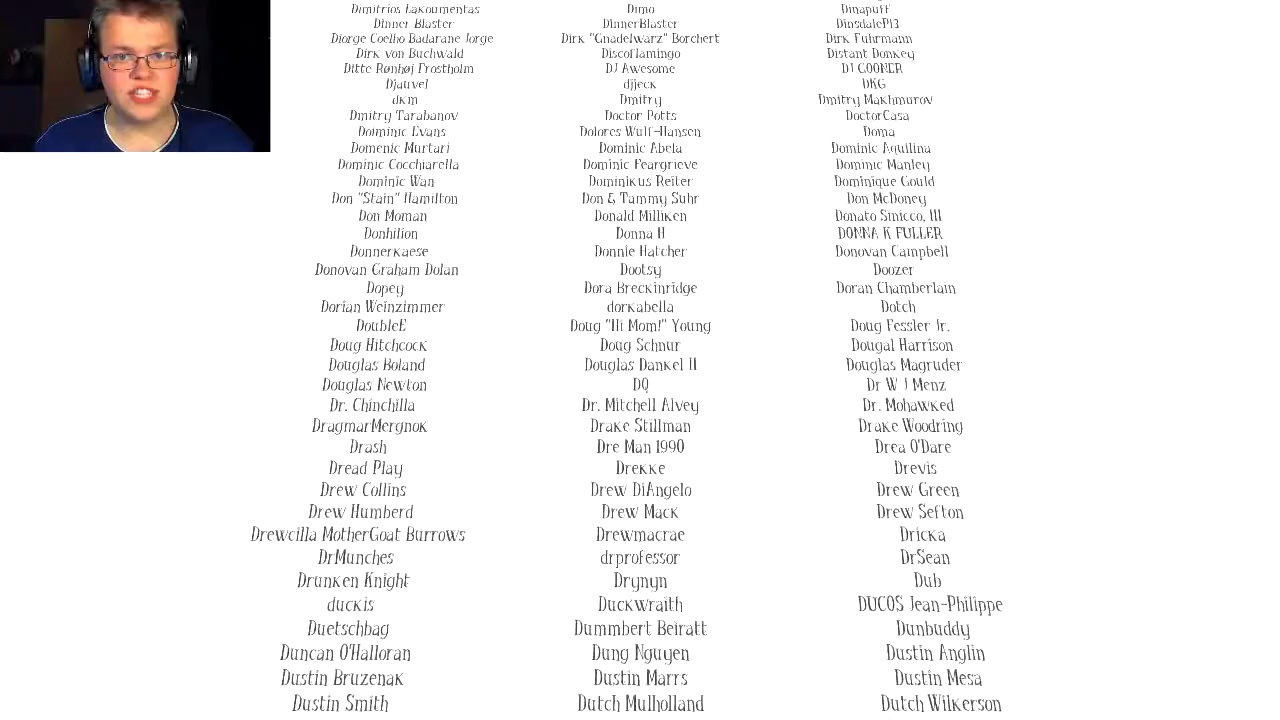 Dimitrios Lakoumentas Dimo Dinapuff
Dinner Blaster DinnerBlaster DinsdaleP13
Diorge Coelho Badarane Jorge Dirk "Gnadelwarz" Borchert Dirk Fuhrmann
Dirk von Buchwald Discoflamingo Distant Donkey
Ditte Rønhøj Frostholm DJ Awesome DJ GOONER
Djauvel djjeck DKG
dkm Dmitry Dmitry Makhmurov
Dmitry Tarabanov Doctor Potts DoctorCasa
Dominic Evans Dolores Wulf-Hansen Doma
Domenic Murtari Dominic Abela Dominic Aquilina
Dominic Cocchiarella Dominic Feargrieve Dominic Manley
Dominic Wan Dominikus Reiter Dominique Gould
Don "Stain" Hamilton Don & Tammy Suhr Don McDoney
Don Moman Donald Milliken Donato Sinicco, III
Donhilion Donna H DONNA K FULLER
Donnerkaese Donnie Hatcher Donovan Campbell
Donovan Graham Dolan Dootsy Doozer
Dopey Dora Breckinridge Doran Chamberlain
Dorian Weinzimmer dorkabella Dotch
DoubleE Doug "Hi Mom!" Young Doug Fessler Jr.
Doug Hitchcock Doug Schnur Dougal Harrison
Douglas Boland Douglas Dankel II Douglas Magruder
Douglas Newton DQ Dr W J Menz
Dr. Chinchilla Dr. Mitchell Alvey Dr. Mohawked
DragmarMergnok Drake Stillman Drake Woodring
Drash Dre Man 1990 Drea O'Dare
Dread Play Drekke Drevis
Drew Collins Drew DiAngelo Drew Green
Drew Humberd Drew Mack Drew Sefton
Drewcilla MotherGoat Burrows Drewmacrae Dricka
DrMunches drprofessor DrSean
Drunken Knight Drynyn Dub
duckis Duckwraith DUCOS Jean-Philippe
Duetschbag Dummbert Beiratt Dunbuddy
Duncan O'Halloran Dung Nguyen Dustin Anglin
Dustin Bruzenak Dustin Marrs Dustin Mesa
Dustin Smith Dutch Mulholland Dutch Wilkerson